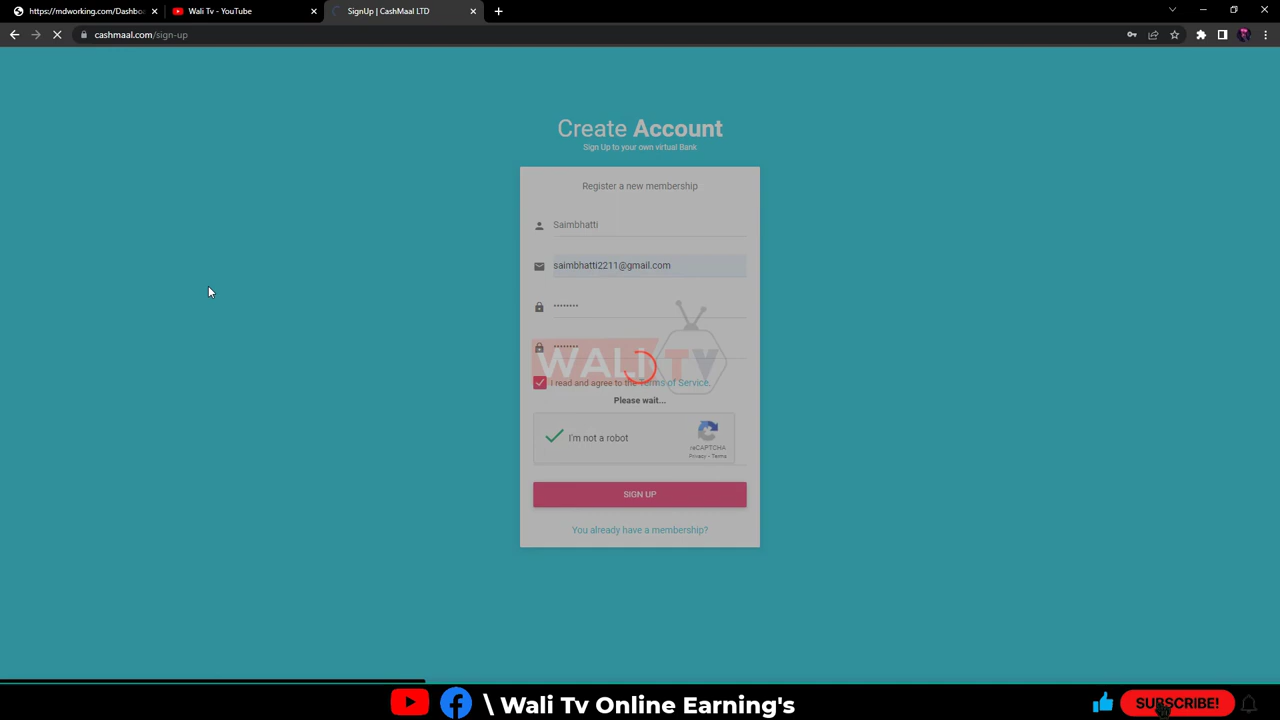 https://mdworking.com/Dashbo
Wali Tv - YouTube
SignUp | CashMaal LTD
cashmaal.com/sign-up
Create Account
Sign Up to your own virtual Bank
Register a new membership
Saimbhatti
saimbhatti2211@gmail.com
WALI TV
I read and agree to the Terms of Service.
Please wait...
I'm not a robot
reCAPTCHA
Privacy - Terms
SIGN UP
You already have a membership?
\ Wali Tv Online Earning's
SUBSCRIBE!